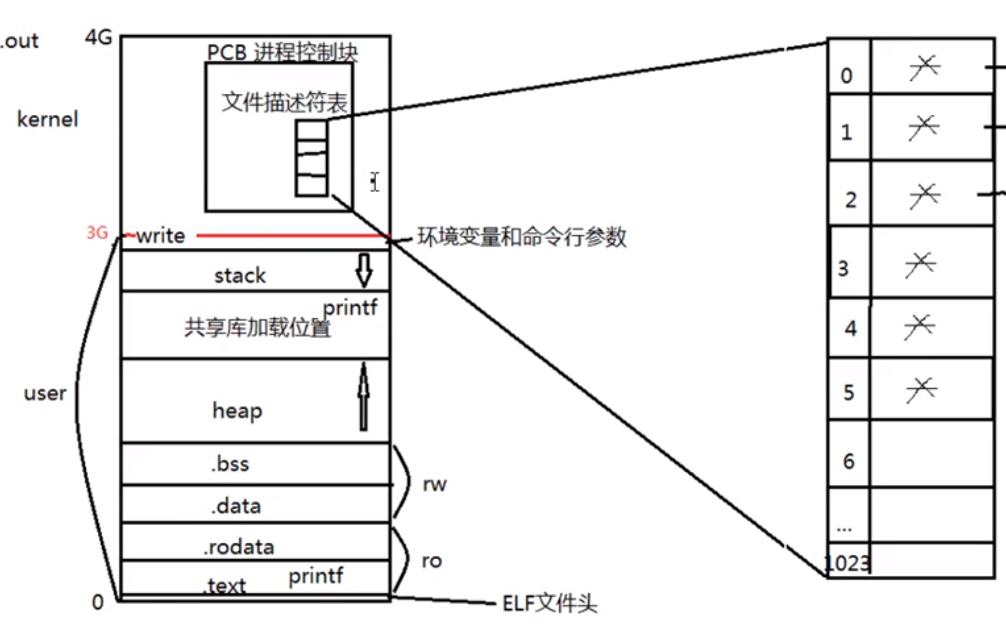 .out
4G
PCB 进程控制块
文件描述符表
kernel
3G
write
环境变量和命令行参数
stack
printf
共享库加载位置
user
heap
.bss
rw
.data
.rodata
ro
.text
printf
0
ELF文件头
0
1
2
3
4
5
6
...
1023